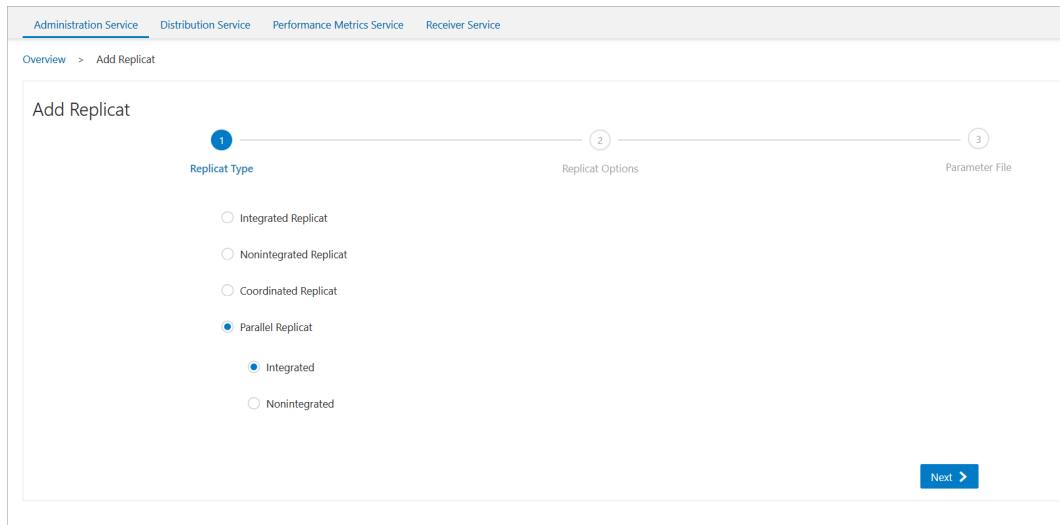 Administration Service Distribution Service Performance Metrics Service Receiver Service
Overview > Add Replicat
Add Replicat
1 2 3
Replicat Type Replicat Options Parameter File
Integrated Replicat
Nonintegrated Replicat
Coordinated Replicat
Parallel Replicat
Integrated
Nonintegrated
Next